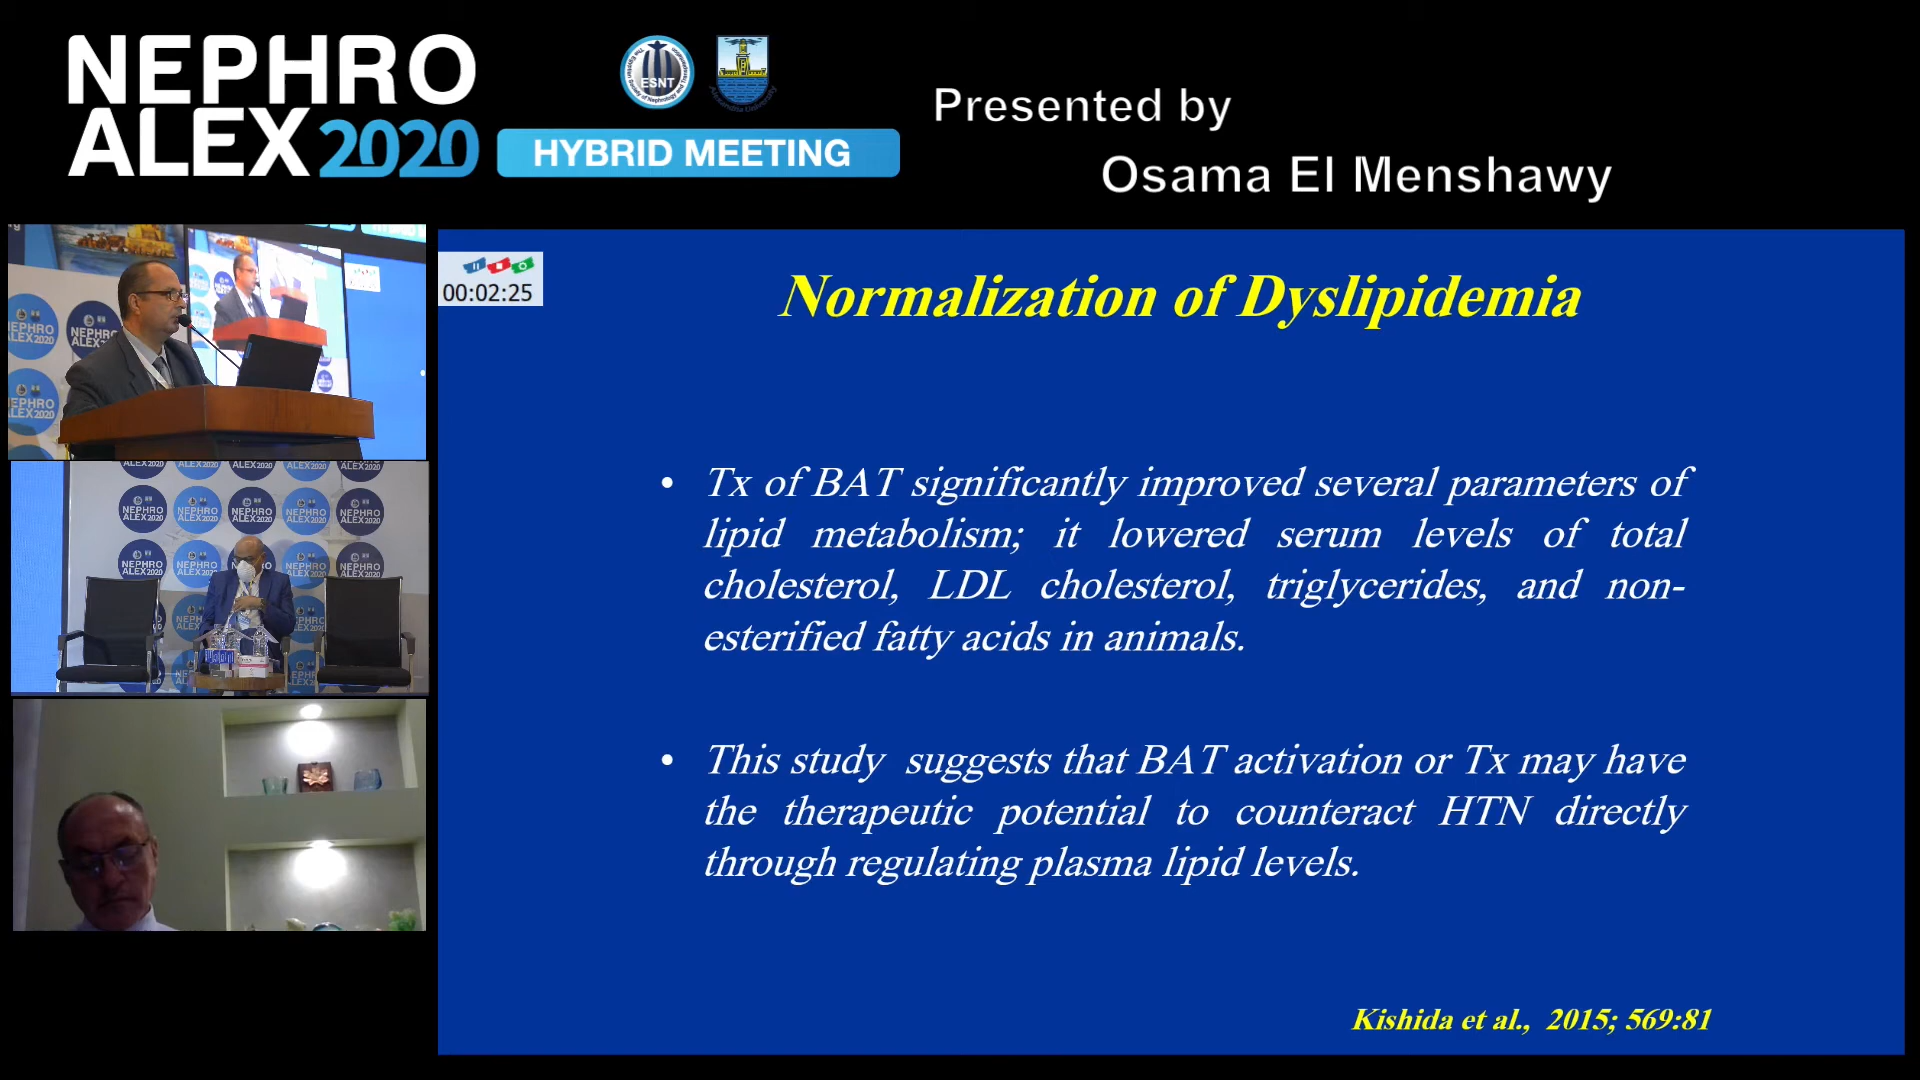 NEPHRO
ALEX 2020
ESNT
HYBRID MEETING
Presented by
Osama El Menshawy
00:02:25
Normalization of Dyslipidemia
• Tx of BAT significantly improved several parameters of
lipid metabolism; it lowered serum levels of total
cholesterol, LDL cholesterol, triglycerides, and non-
esterified fatty acids in animals.
• This study suggests that BAT activation or Tx may have
the therapeutic potential to counteract HTN directly
through regulating plasma lipid levels.
Kishida et al., 2015; 569:81
NEPHRO
ALEX2020